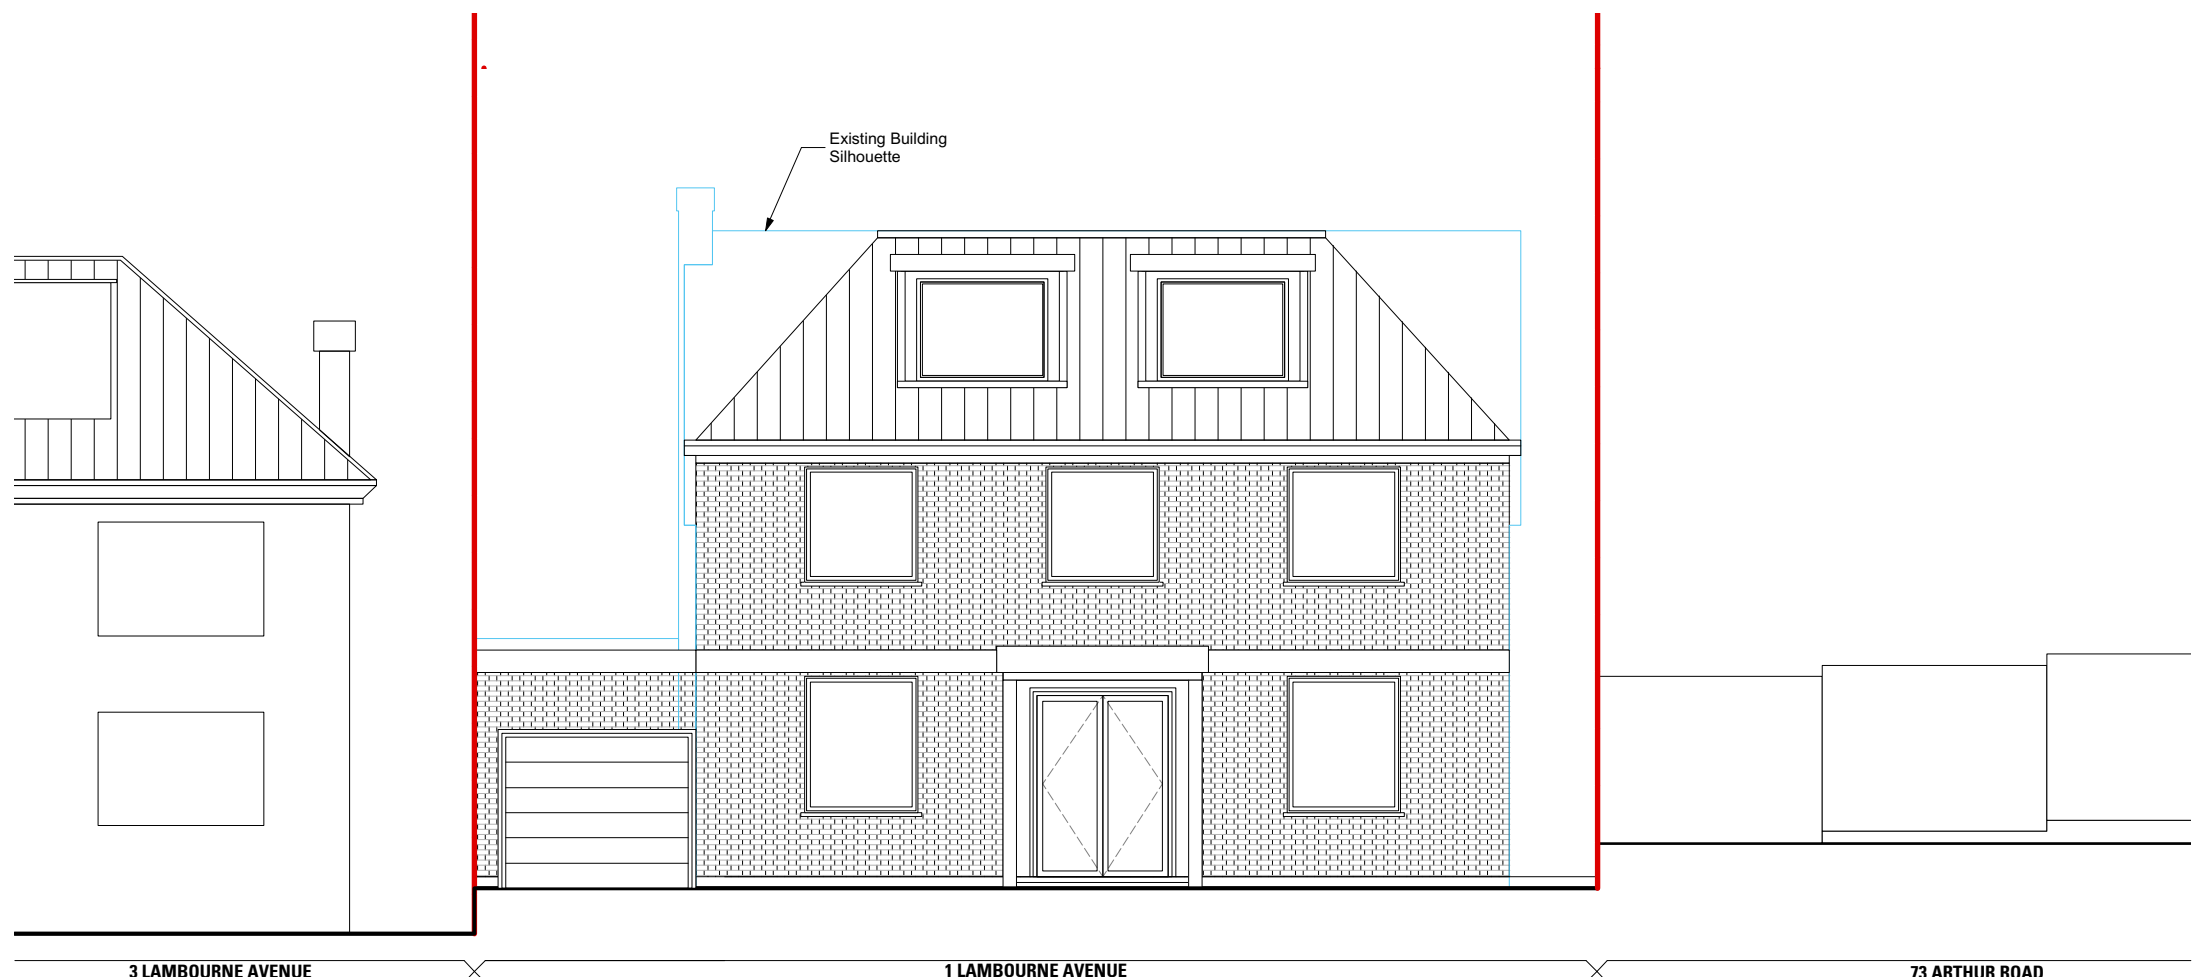 Existing Building
Silhouette
3 LAMBOURNE AVENUE
1 LAMBOURNE AVENUE
73 ARTHUR ROAD